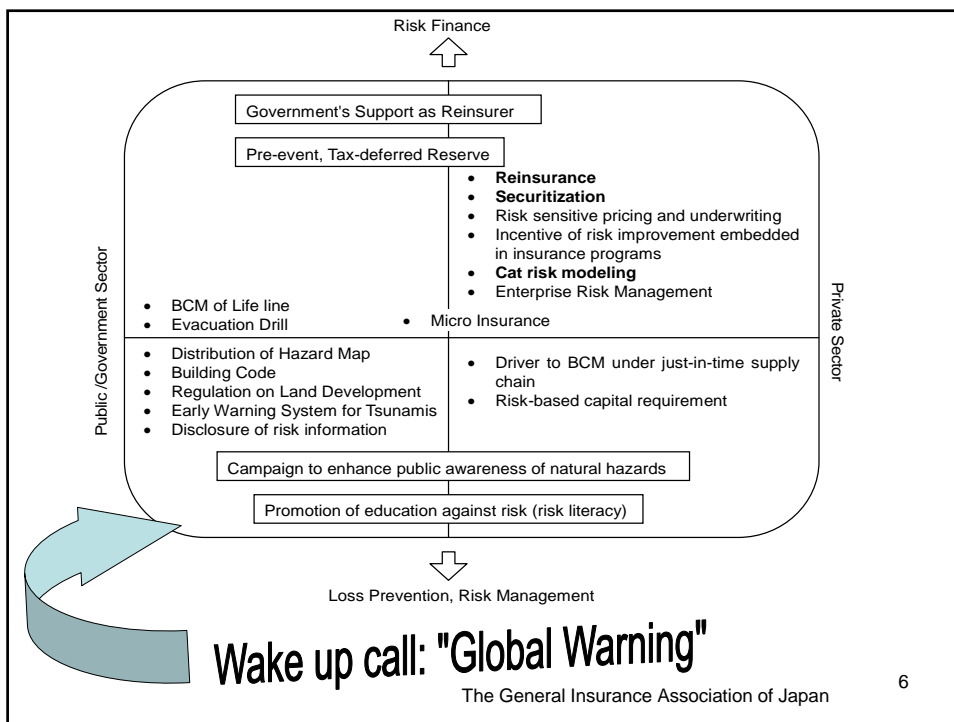 Risk Finance
Government's Support as Reinsurer
Pre-event, Tax-deferred Reserve
• Reinsurance
• Securitization
• Risk sensitive pricing and underwriting
• Incentive of risk improvement embedded
in insurance programs
• Cat risk modeling
• Enterprise Risk Management
Public /Government Sector
Private Sector
• BCM of Life line
• Evacuation Drill
• Micro Insurance
• Distribution of Hazard Map
• Building Code
• Regulation on Land Development
• Early Warning System for Tsunamis
• Disclosure of risk information
• Driver to BCM under just-in-time supply
chain
• Risk-based capital requirement
Campaign to enhance public awareness of natural hazards
Promotion of education against risk (risk literacy)
Loss Prevention, Risk Management
Wake up call: "Global Warning"
The General Insurance Association of Japan
6